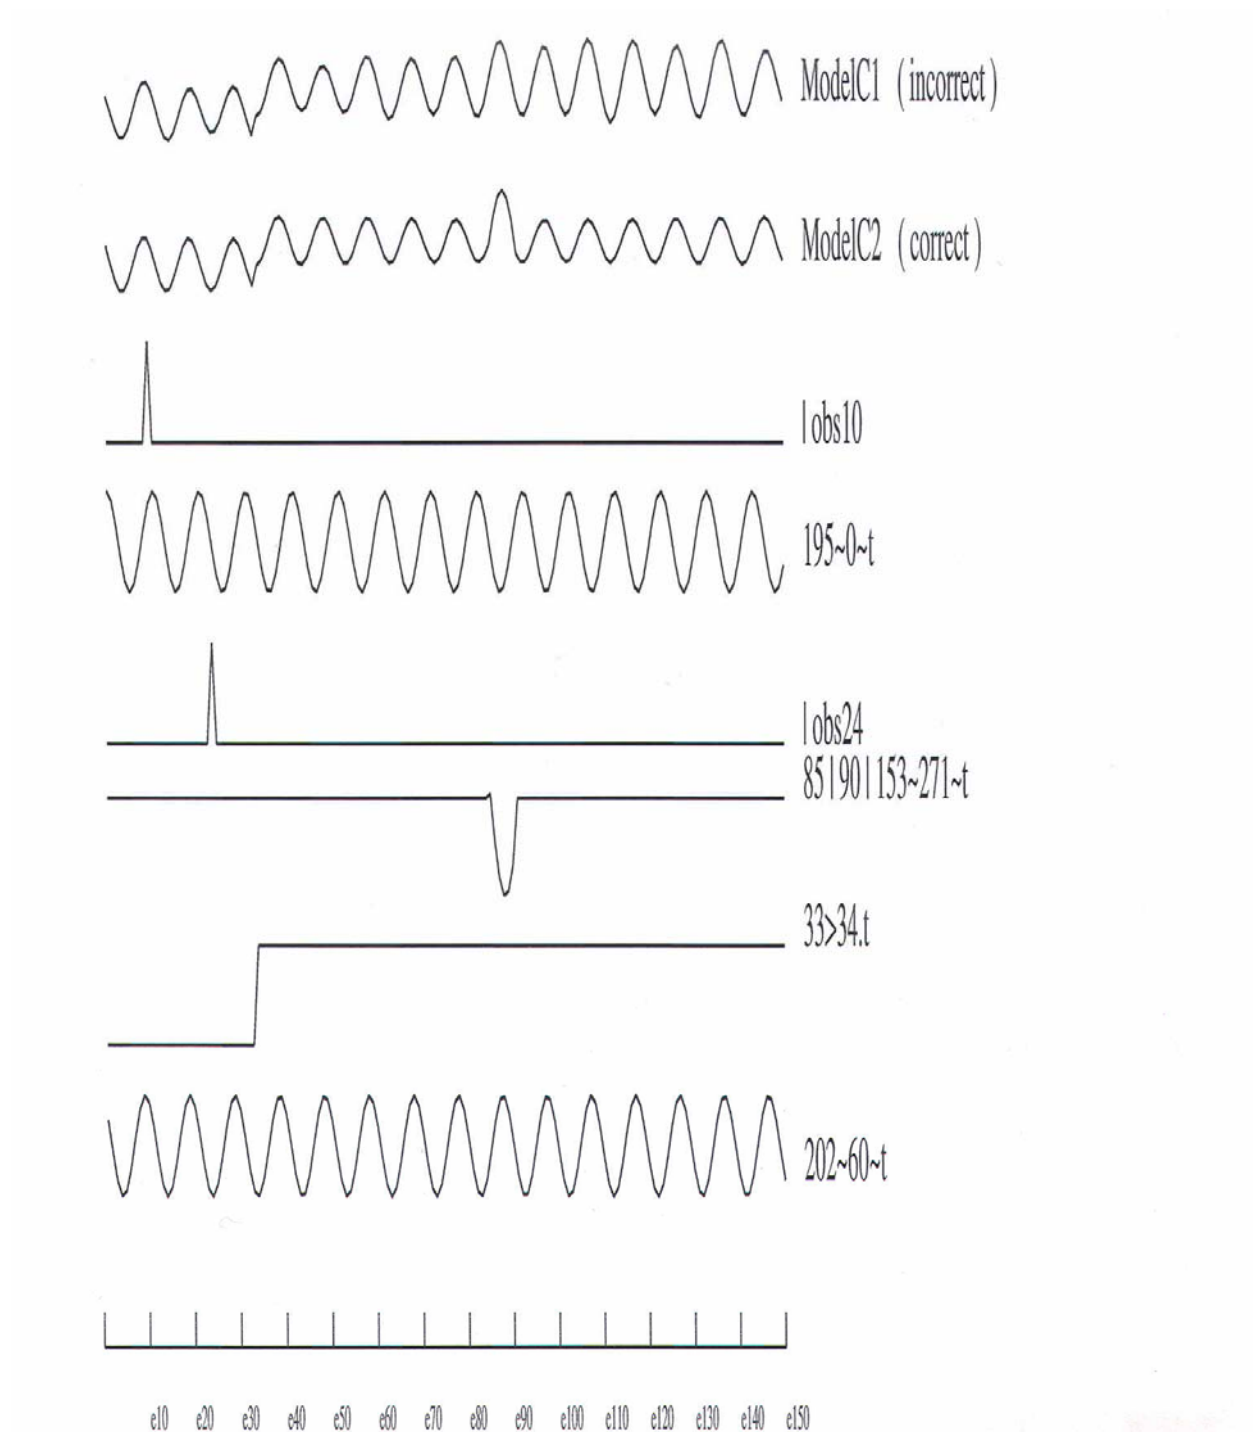 ModelC1 (incorrect)
ModelC2 (correct)
| obs10
195~0~t
| obs24
85|90|153~271~t
33>34.t
202~60~t
e10 e20 e30 e40 e50 e60 e70 e80 e90 e100 e110 e120 e130 e140 e150